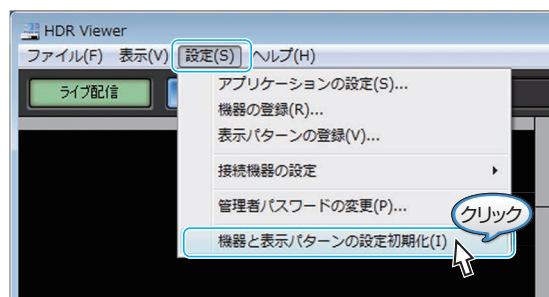 HDR Viewer
ファイル(F) 表示(V) 設定(S) ヘルプ(H)
ライブ配信
アプリケーションの設定(S)...
機器の登録(R)...
表示パターンの登録(V)...
接続機器の設定
管理者パスワードの変更(P)...
クリック
機器と表示パターンの設定初期化(I)